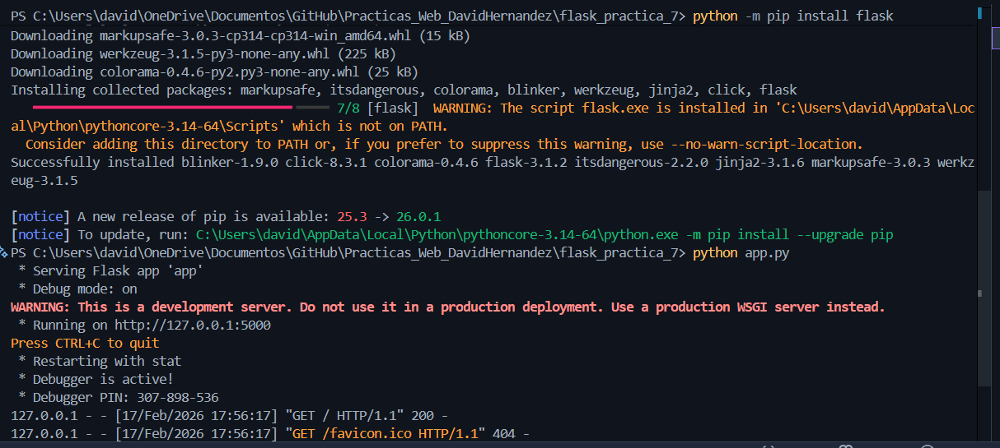 PS C:\Users\david\OneDrive\Documentos\GitHub\Practicas_Web_DavidHernandez\flask_practica_7> python -m pip install flask
Downloading markupsafe-3.0.3-cp314-cp314-win_amd64.whl (15 kB)
Downloading werkzeug-3.1.5-py3-none-any.whl (225 kB)
Downloading colorama-0.4.6-py2.py3-none-any.whl (25 kB)
Installing collected packages: markupsafe, itsdangerous, colorama, blinker, werkzeug, jinja2, click, flask
7/8 [flask]  WARNING: The script flask.exe is installed in 'C:\Users\david\AppData\Loc
al\Python\pythoncore-3.14-64\Scripts' which is not on PATH.
  Consider adding this directory to PATH or, if you prefer to suppress this warning, use --no-warn-script-location.
Successfully installed blinker-1.9.0 click-8.3.1 colorama-0.4.6 flask-3.1.2 itsdangerous-2.2.0 jinja2-3.1.6 markupsafe-3.0.3 werkz
eug-3.1.5
[notice] A new release of pip is available: 25.3 -> 26.0.1
[notice] To update, run: C:\Users\david\AppData\Local\Python\pythoncore-3.14-64\python.exe -m pip install --upgrade pip
PS C:\Users\david\OneDrive\Documentos\GitHub\Practicas_Web_DavidHernandez\flask_practica_7> python app.py
 * Serving Flask app 'app'
 * Debug mode: on
WARNING: This is a development server. Do not use it in a production deployment. Use a production WSGI server instead.
 * Running on http://127.0.0.1:5000
Press CTRL+C to quit
 * Restarting with stat
 * Debugger is active!
 * Debugger PIN: 307-898-536
127.0.0.1 - - [17/Feb/2026 17:56:17] "GET / HTTP/1.1" 200 -
127.0.0.1 - - [17/Feb/2026 17:56:17] "GET /favicon.ico HTTP/1.1" 404 -